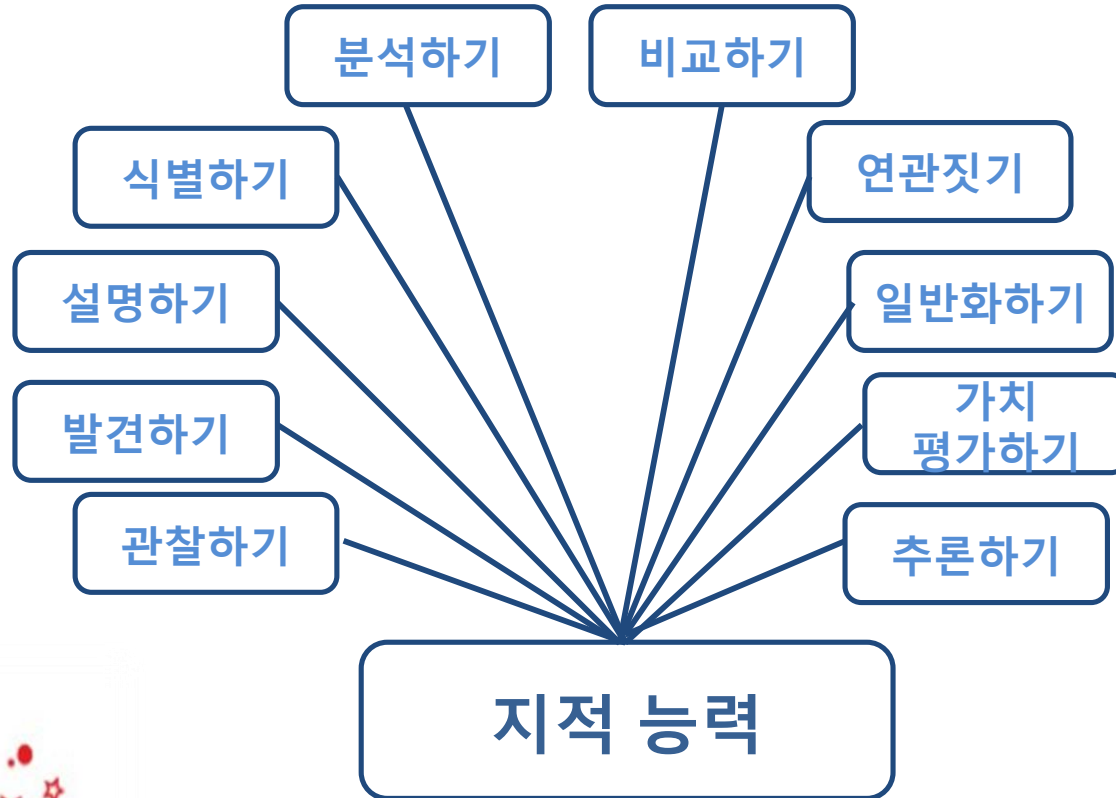 분석하기
비교하기
식별하기
연관짓기
설명하기
일반화하기
발견하기
가치
평가하기
관찰하기
추론하기
지적 능력